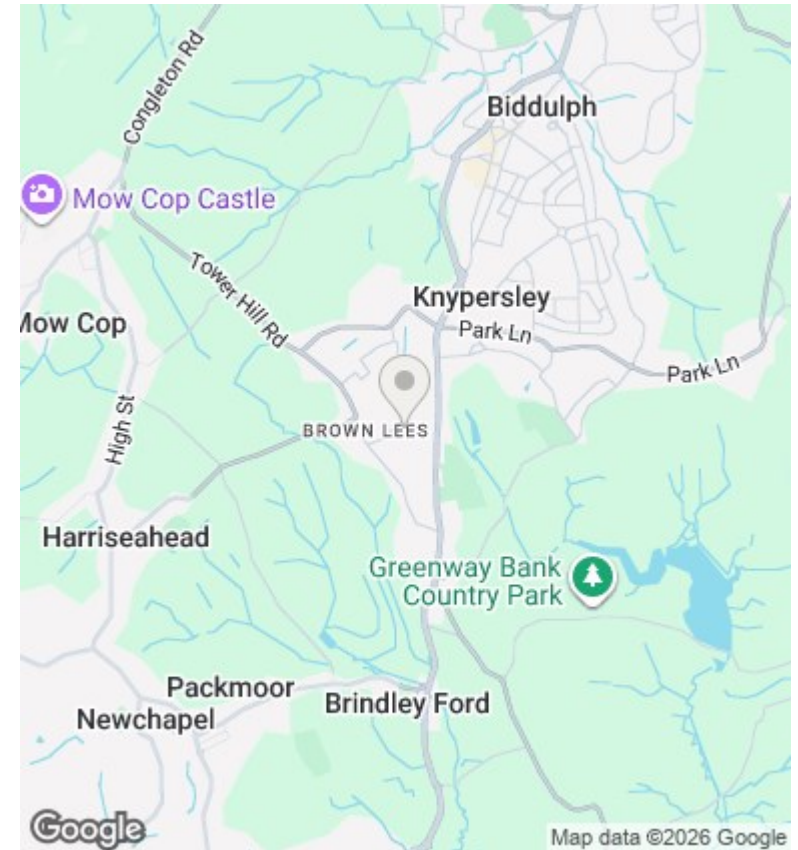 Congleton Rd
Biddulph
Mow Cop Castle
Tower Hill Rd
Knypersley
Mow Cop
Park Ln
Park Ln
High St
BROWN LEES
Harriseahead
Greenway Bank
Country Park
Packmoor
Brindley Ford
Newchapel
Google
Map data ©2026 Google